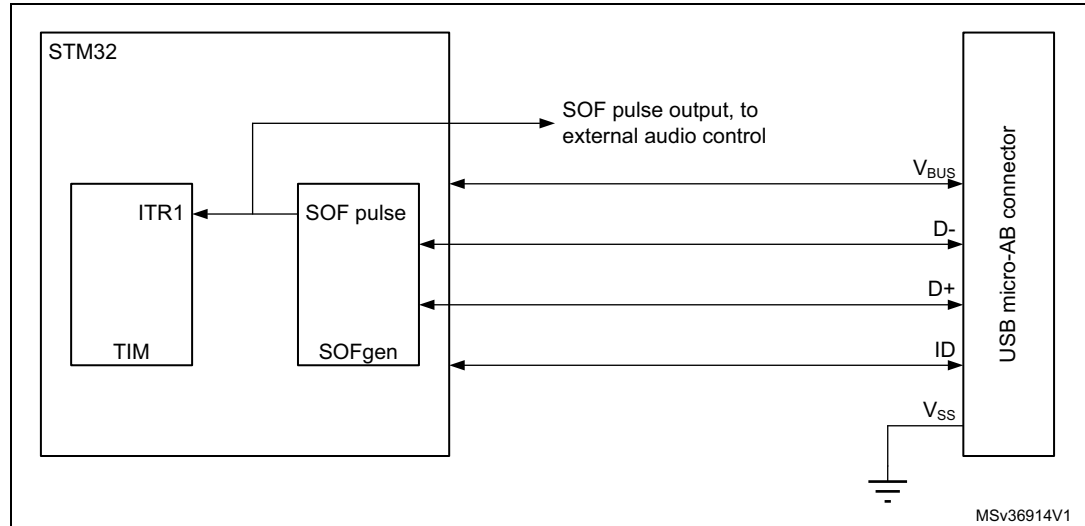 STM32
SOF pulse output, to
external audio control
VBUS
ITR1
SOF pulse
D-
D+
TIM
SOFgen
ID
VSS
USB micro-AB connector
MSv36914V1